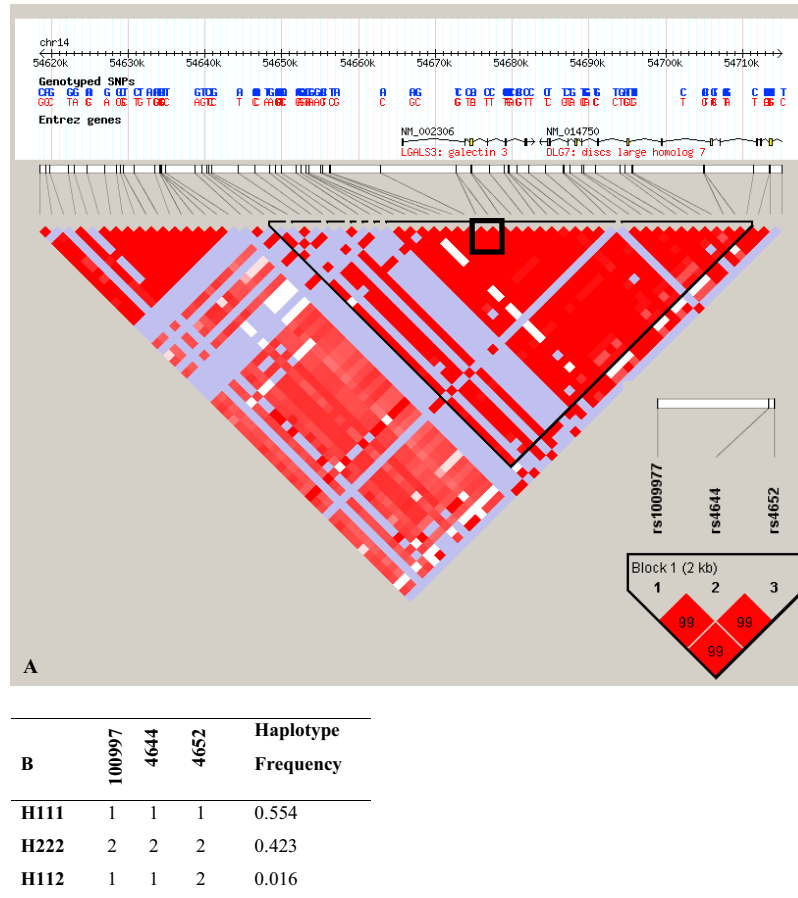 chr14
54620k 54630k 54640k 54650k 54660k 54670k 54680k 54690k 54700k 54710k
Genotyped SNPs
Entrez genes
NM_002306 NM_014750
LGALS3: galectin 3 DLG7: discs large homolog 7
rs1009977 rs4644 rs4652
Block 1 (2 kb)
1 2 3
99 99
99
A
B 100997 4644 4652 Haplotype Frequency
H111 1 1 1 0.554
H222 2 2 2 0.423
H112 1 1 2 0.016